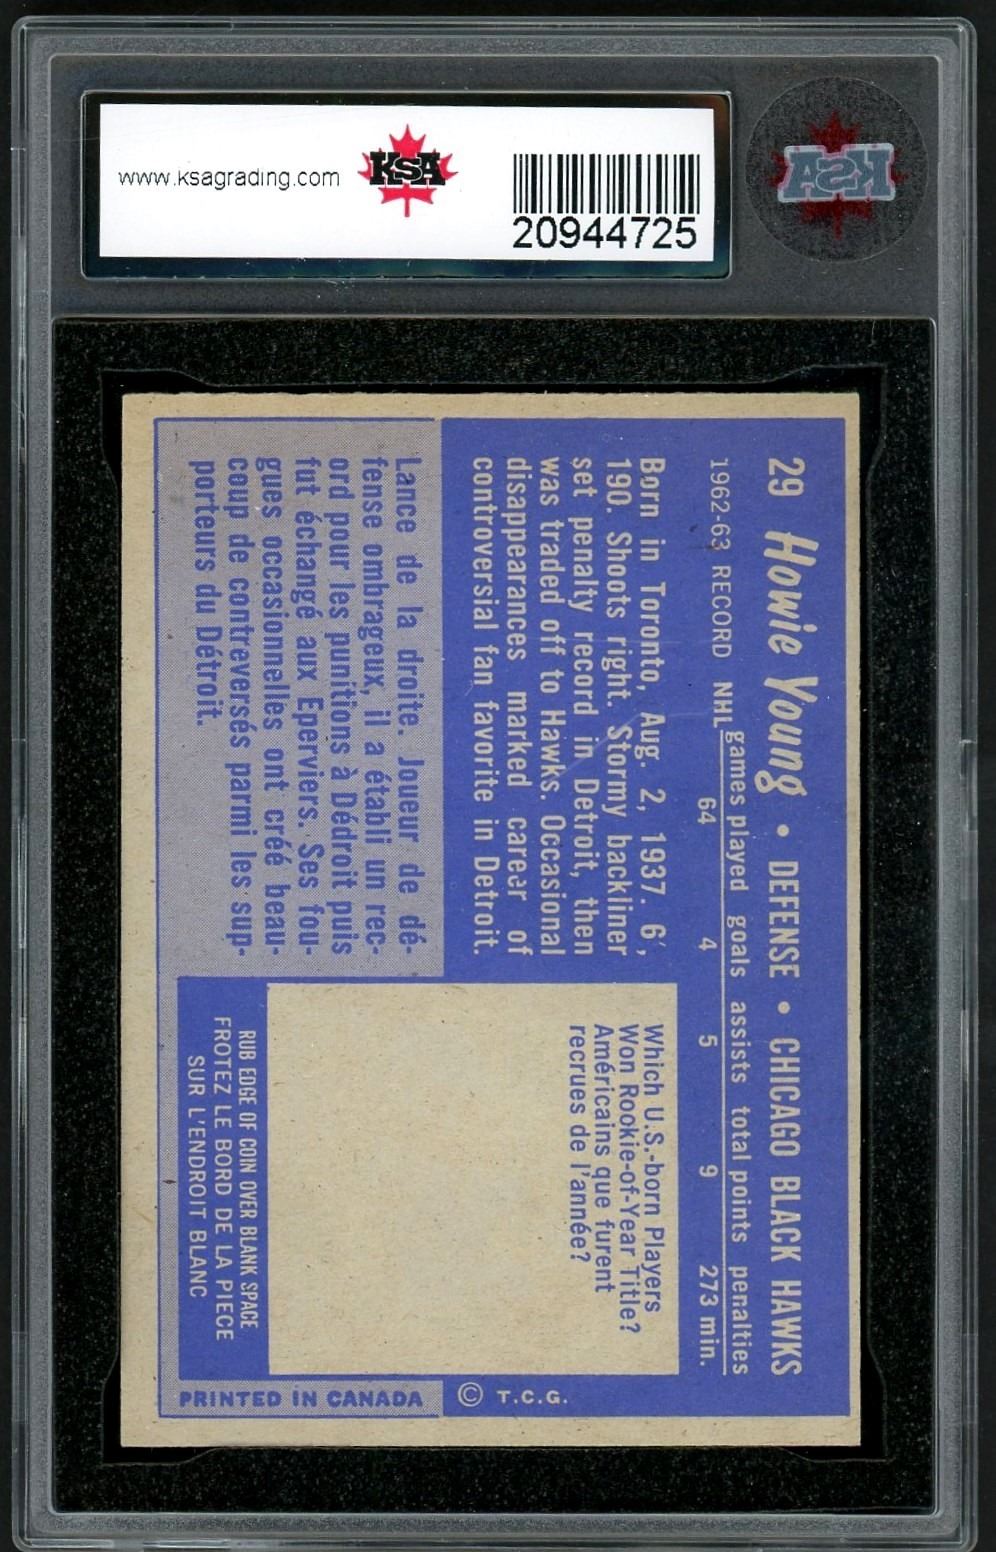 www.ksagrading.com
KSA
20944725
KSA
29 Howie Young • DEFENSE • CHICAGO BLACK HAWKS
games played goals assists total points penalties
1962-63 RECORD NHL 64 4 5 9 273 min.
Born in Toronto, Aug. 2, 1937. 6',
190. Shoots right. Stormy backliner
set penalty record in Detroit, then
was traded off to Hawks. Occasional
disappearances marked career of
controversial fan favorite in Detroit.
Lance de la droite. Joueur de dé-
fense ombrageux, il a établi un rec-
ord pour les punitions à Dédroit puis
fut échangé aux Eperviers. Ses fou-
gues occasionnelles ont créé beau-
coup de contreversés parmi les sup-
porteurs du Détroit.
Which U.S.-born Players
Won Rookie-of-Year Title?
Américains que furent
recrues de l'année?
RUB EDGE OF COIN OVER BLANK SPACE
FROTEZ LE BORD DE LA PIECE
SUR L'ENDROIT BLANC
© T.C.G.
PRINTED IN CANADA